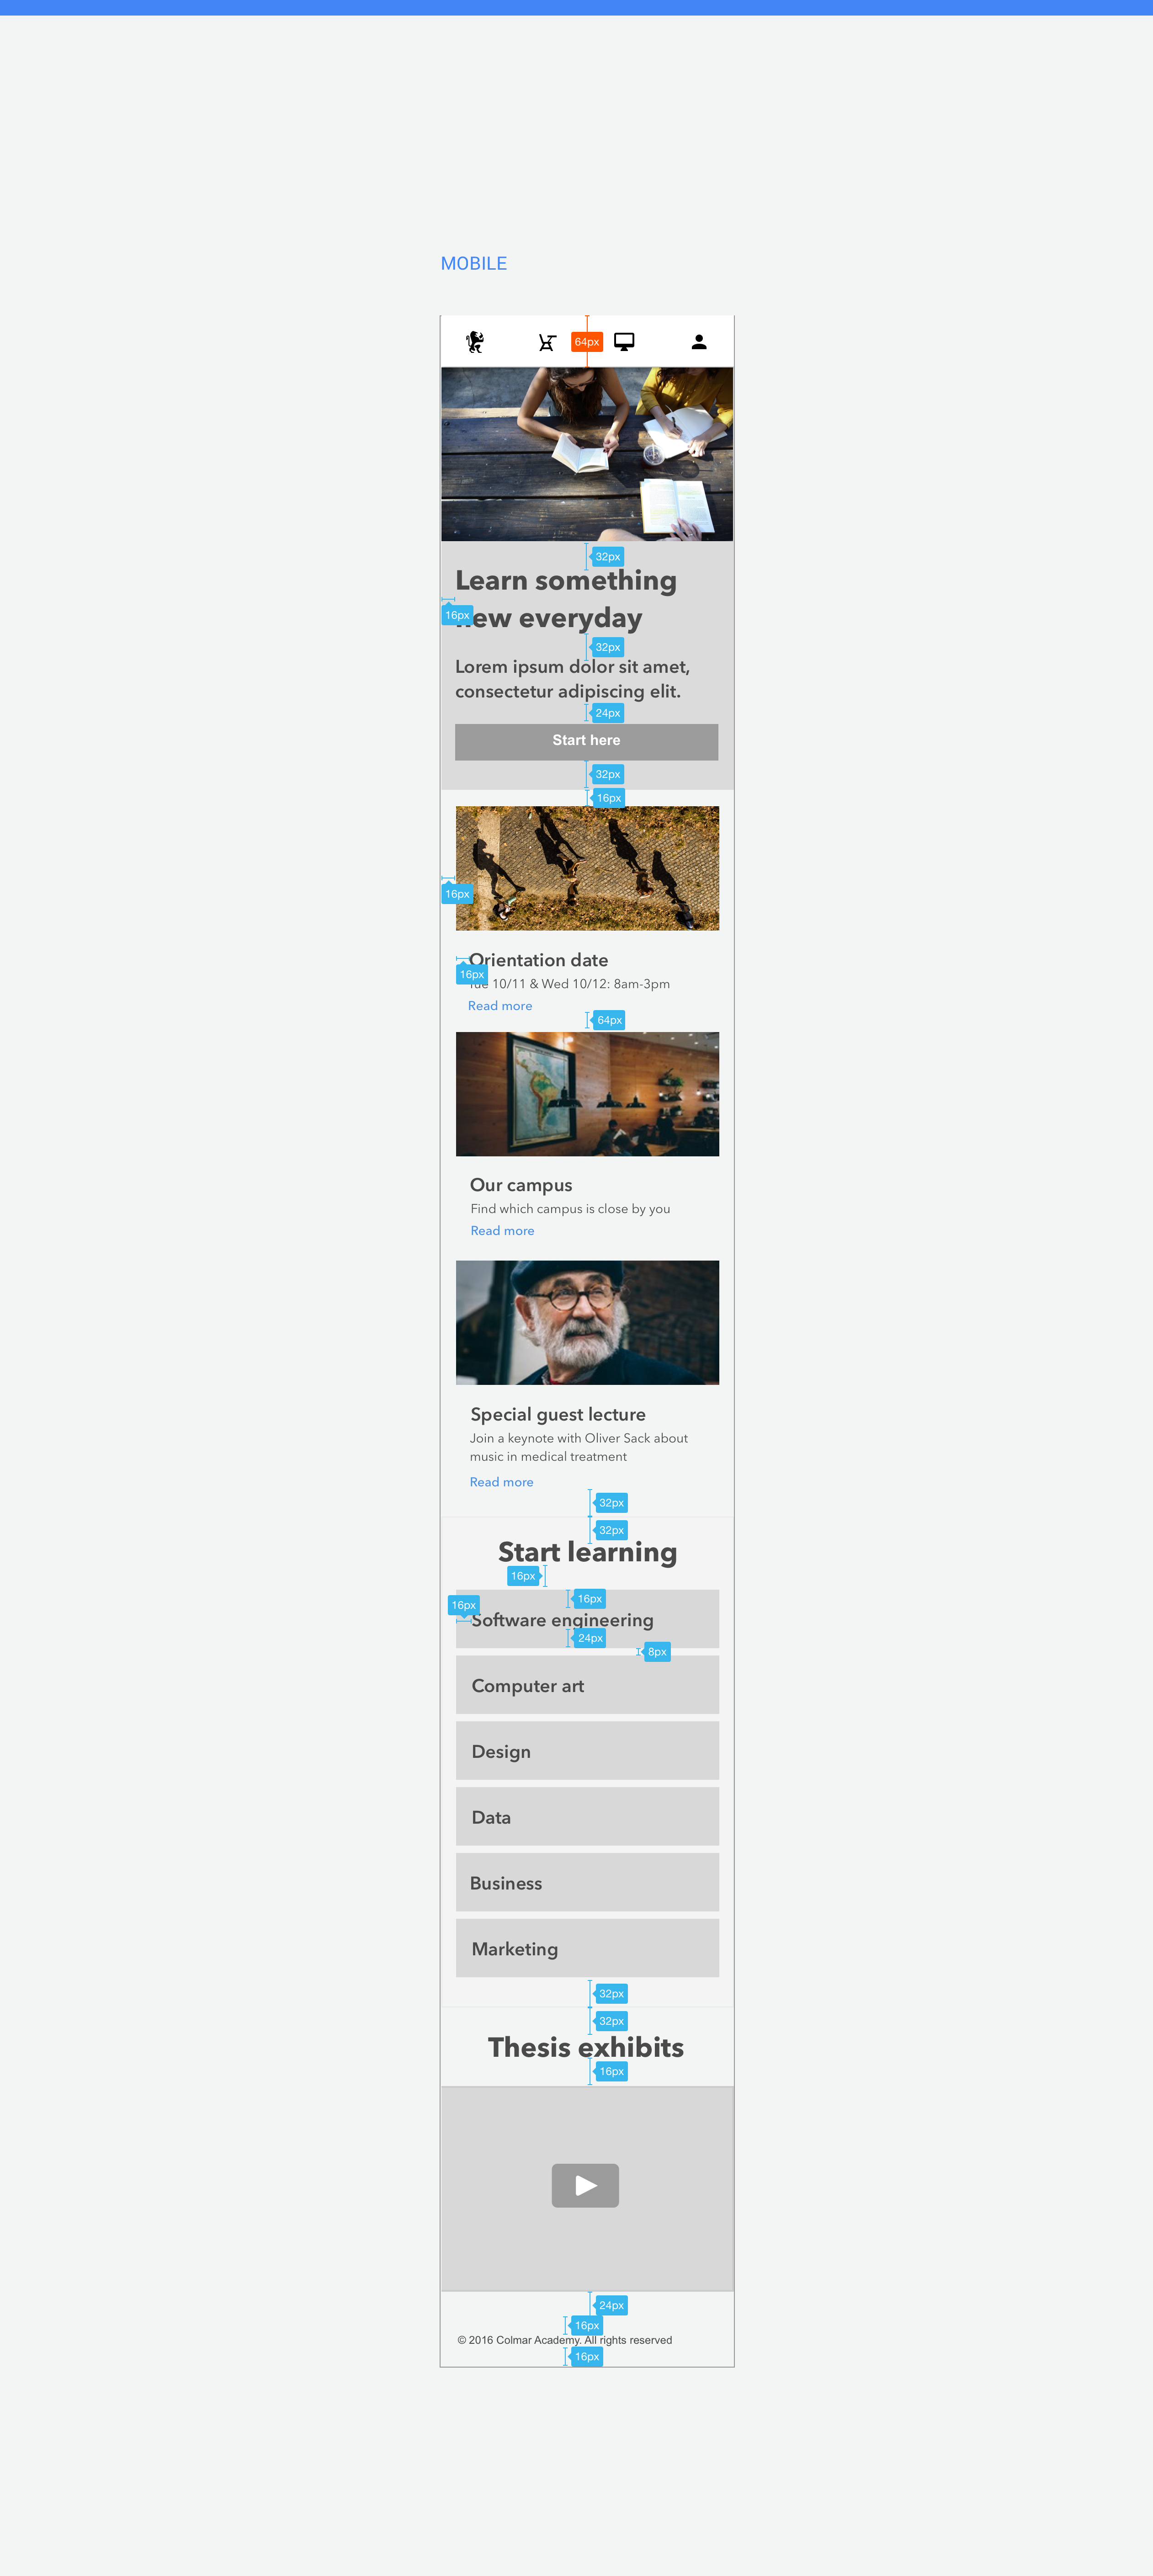 MOBILE
64px
32px
Learn something
new everyday
16px
32px
Lorem ipsum dolor sit amet,
consectetur adipiscing elit.
24px
Start here
32px
16px
16px
Orientation date
16px
Tue 10/11 & Wed 10/12: 8am-3pm
Read more
64px
Our campus
Find which campus is close by you
Read more
Special guest lecture
Join a keynote with Oliver Sack about
music in medical treatment
Read more
32px
32px
Start learning
16px
16px
16px
Software engineering
24px
8px
Computer art
Design
Data
Business
Marketing
32px
32px
Thesis exhibits
16px
24px
16px
© 2016 Colmar Academy. All rights reserved
16px